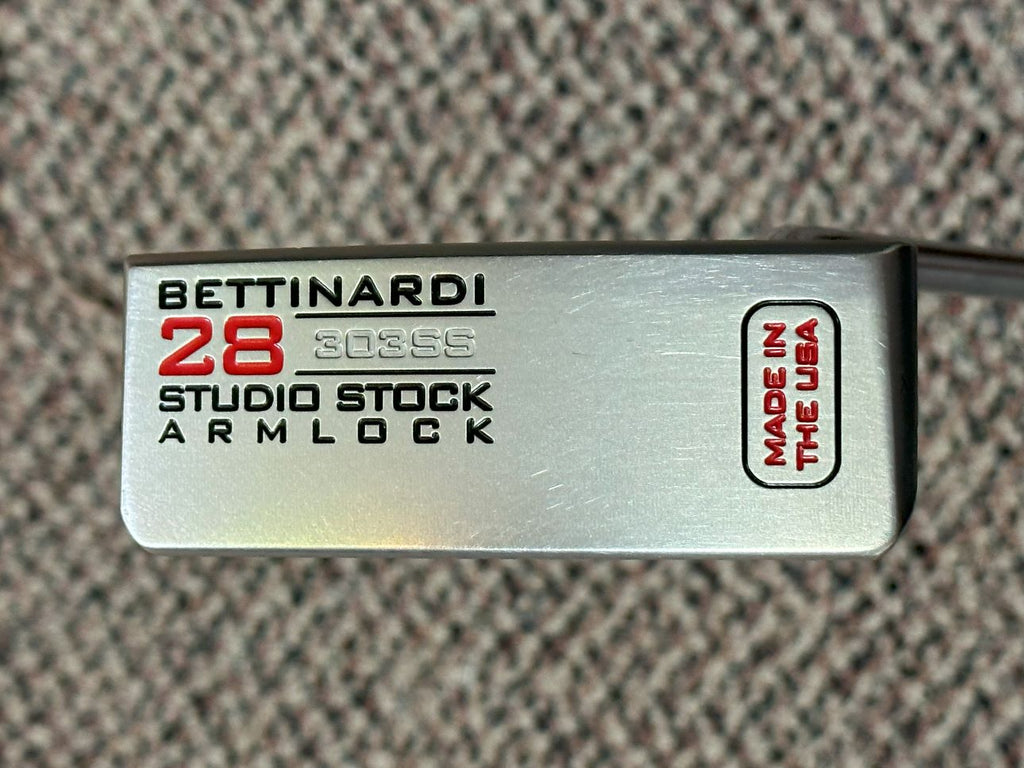 BETTINARDI
28 303SS
STUDIO STOCK
ARMLOCK
MADE IN
THE USA